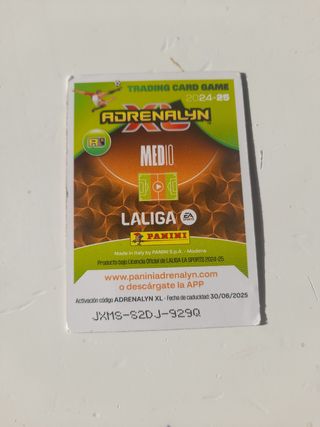 TRADING CARD GAME
2024-25
ADRENALYN
XL
MEDIO
LALIGA
EA SPORTS
PANINI
Made in Italy by PANINI S.p.A. - Modena
Producto bajo Licencia Oficial de LALIGA EA SPORTS 2024-25
www.paniniadrenalyn.com
o descárgate la APP
Activación código ADRENALYN XL - Fecha de caducidad: 30/06/2025
JXMS-S2DJ-929Q